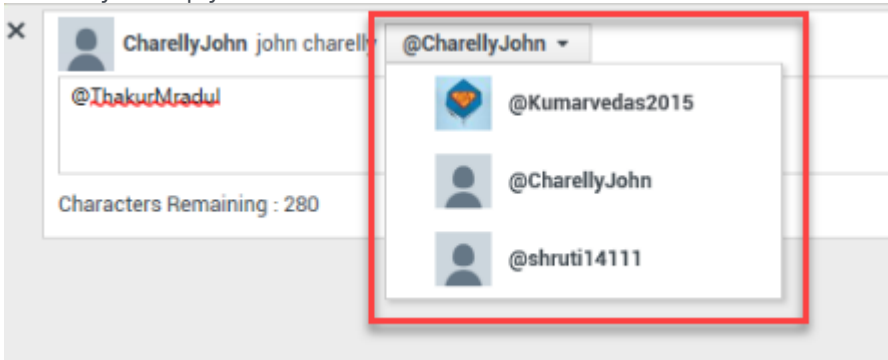 CharellyJohn john charelly @CharellyJohn
@ThakurMradul
@Kumarvedas2015
@CharellyJohn
Characters Remaining : 280
@shruti14111